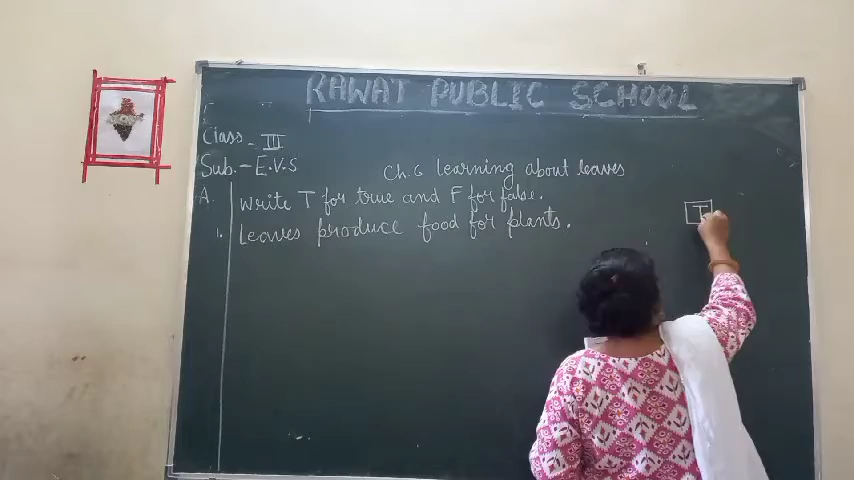 RAWAT PUBLIC SCHOOL
Class - III
Sub. - E.V.S
Ch. 6 learning about leaves
A. Write T for true and F for false.
1. Leaves produce food for plants. T